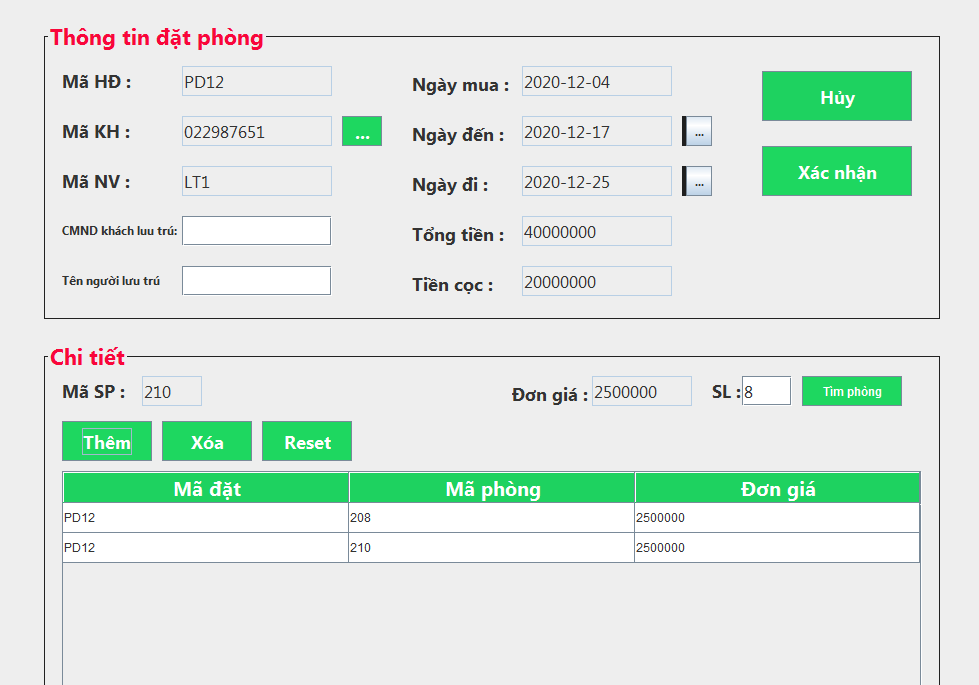 Thông tin đặt phòng
Mã HĐ : PD12 Ngày mua : 2020-12-04 Hủy
Mã KH : 022987651 ... Ngày đến : 2020-12-17 ...
Mã NV : LT1 Ngày đi : 2020-12-25 ... Xác nhận
CMND khách luu trú: Tổng tiền : 40000000
Tên người lưu trú Tiền cọc : 20000000
Chi tiết
Mã SP : 210 Đơn giá : 2500000 SL : 8 Tìm phòng
Thêm Xóa Reset
Mã đặt Mã phòng Đơn giá
PD12 208 2500000
PD12 210 2500000